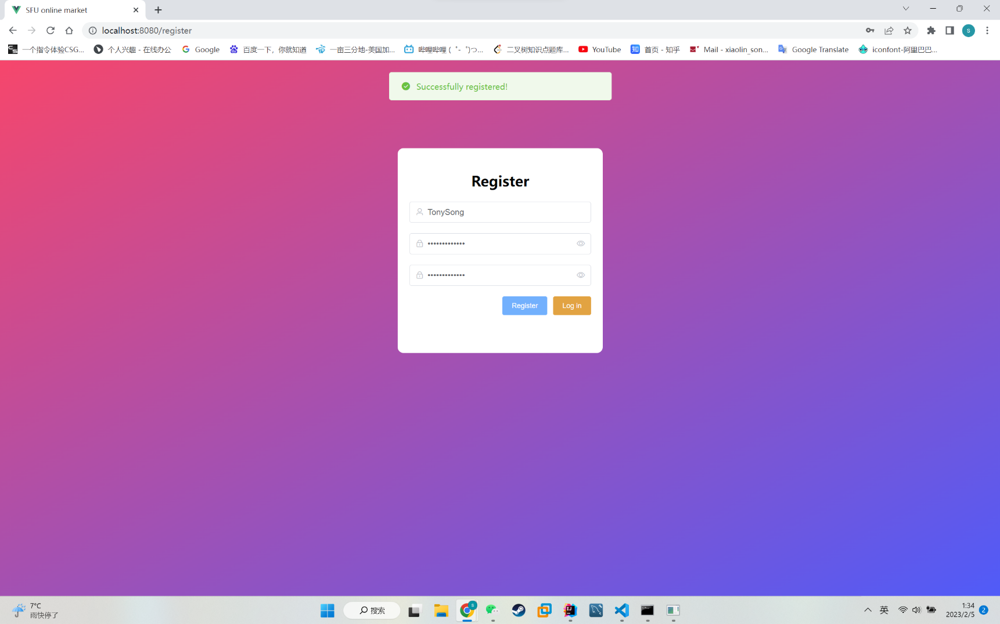 SFU online market
localhost:8080/register
s
一个指令体验CSG...
个人兴趣 - 在线办公
Google
百度一下，你就知道
一亩三分地-美国加...
哔哩哔哩 ( ゜- ゜)つ...
二叉树知识点题库...
YouTube
知 首页 - 知乎
Mail - xiaolin_son...
Google Translate
iconfont-阿里巴巴...
Successfully registered!
Register
TonySong
•••••••••••••
•••••••••••••
Register
Log in
7°C
雨快停了
搜索
英
1:34
2023/2/5
2